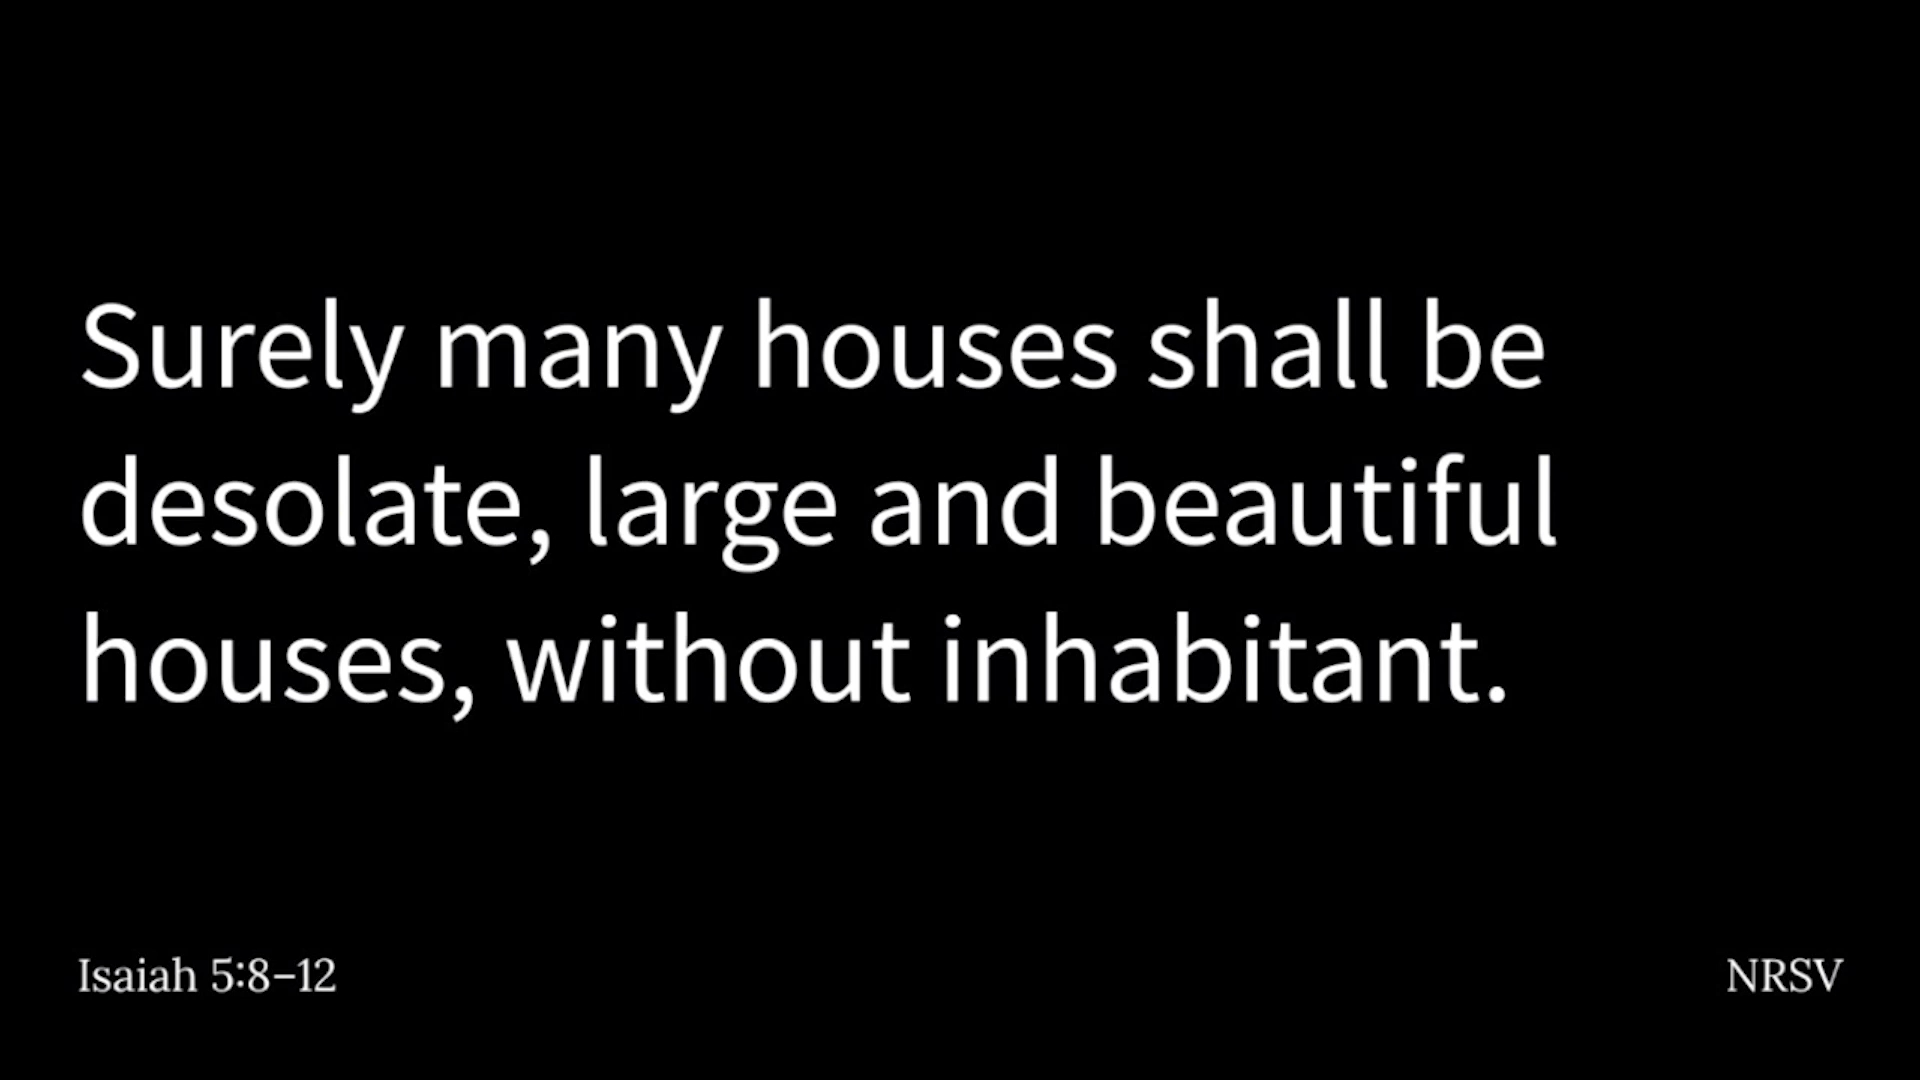 Surely many houses shall be
desolate, large and beautiful
houses, without inhabitant.
Isaiah 5:8–12
NRSV